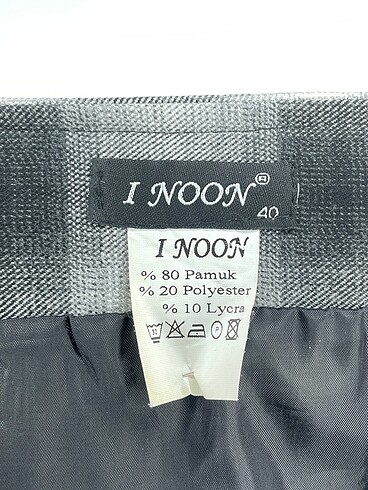 I NOON®
40
I NOON
% 80 Pamuk
% 20 Polyester
% 10 Lycra